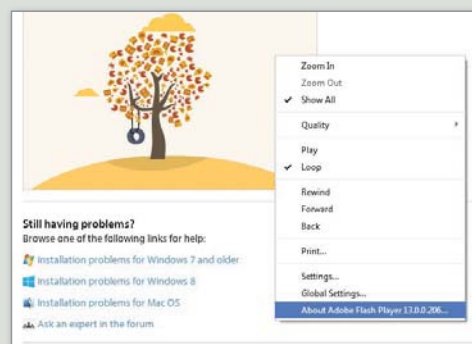 Zoom In
Zoom Out
Show All
Quality
Play
Loop
Rewind
Forward
Back
Print...
Settings...
Global Settings...
About Adobe Flash Player 13.0.0.206...
Still having problems?
Browse one of the following links for help:
Installation problems for Windows 7 and older
Installation problems for Windows 8
Installation problems for Mac OS
Ask an expert in the forum